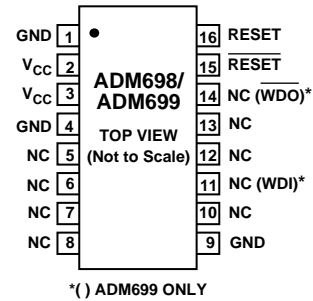 GND 1 16 RESET
VCC 2 15 RESET
VCC 3 14 NC (WDO)*
GND 4 13 NC
NC 5 12 NC
NC 6 11 NC (WDI)*
NC 7 10 NC
NC 8 9 GND
ADM698/
ADM699
TOP VIEW
(Not to Scale)
*( ) ADM699 ONLY